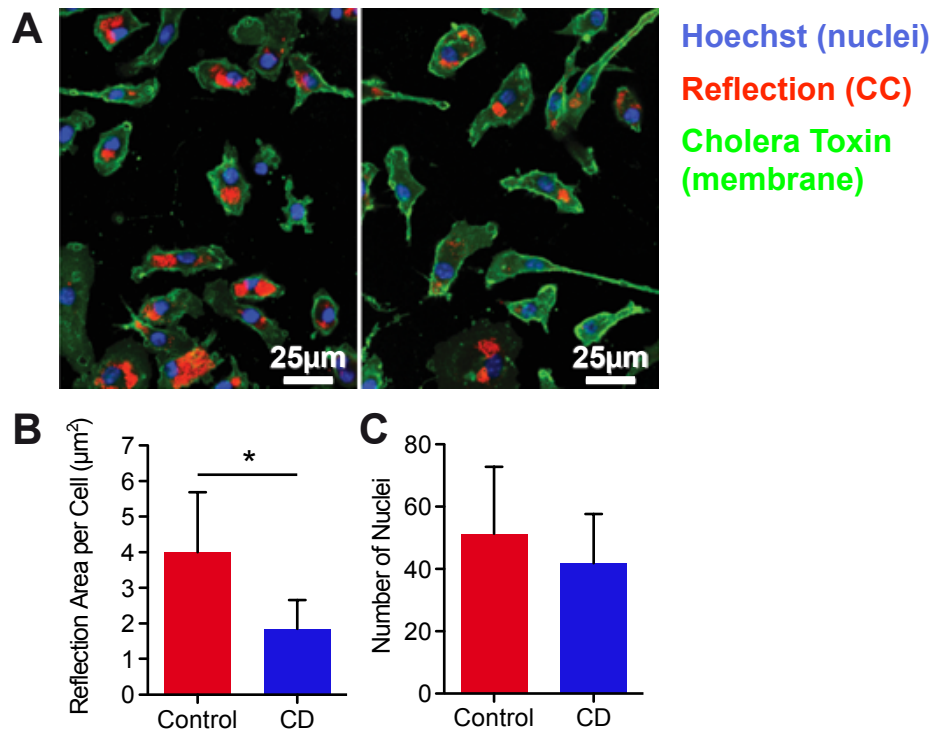 A
Hoechst (nuclei)
Reflection (CC)
Cholera Toxin
(membrane)
25µm
25µm
B
Reflection Area per Cell (µm²)
7
6
5
4
3
2
1
0
*
Control
CD
C
Number of Nuclei
80
60
40
20
0
Control
CD